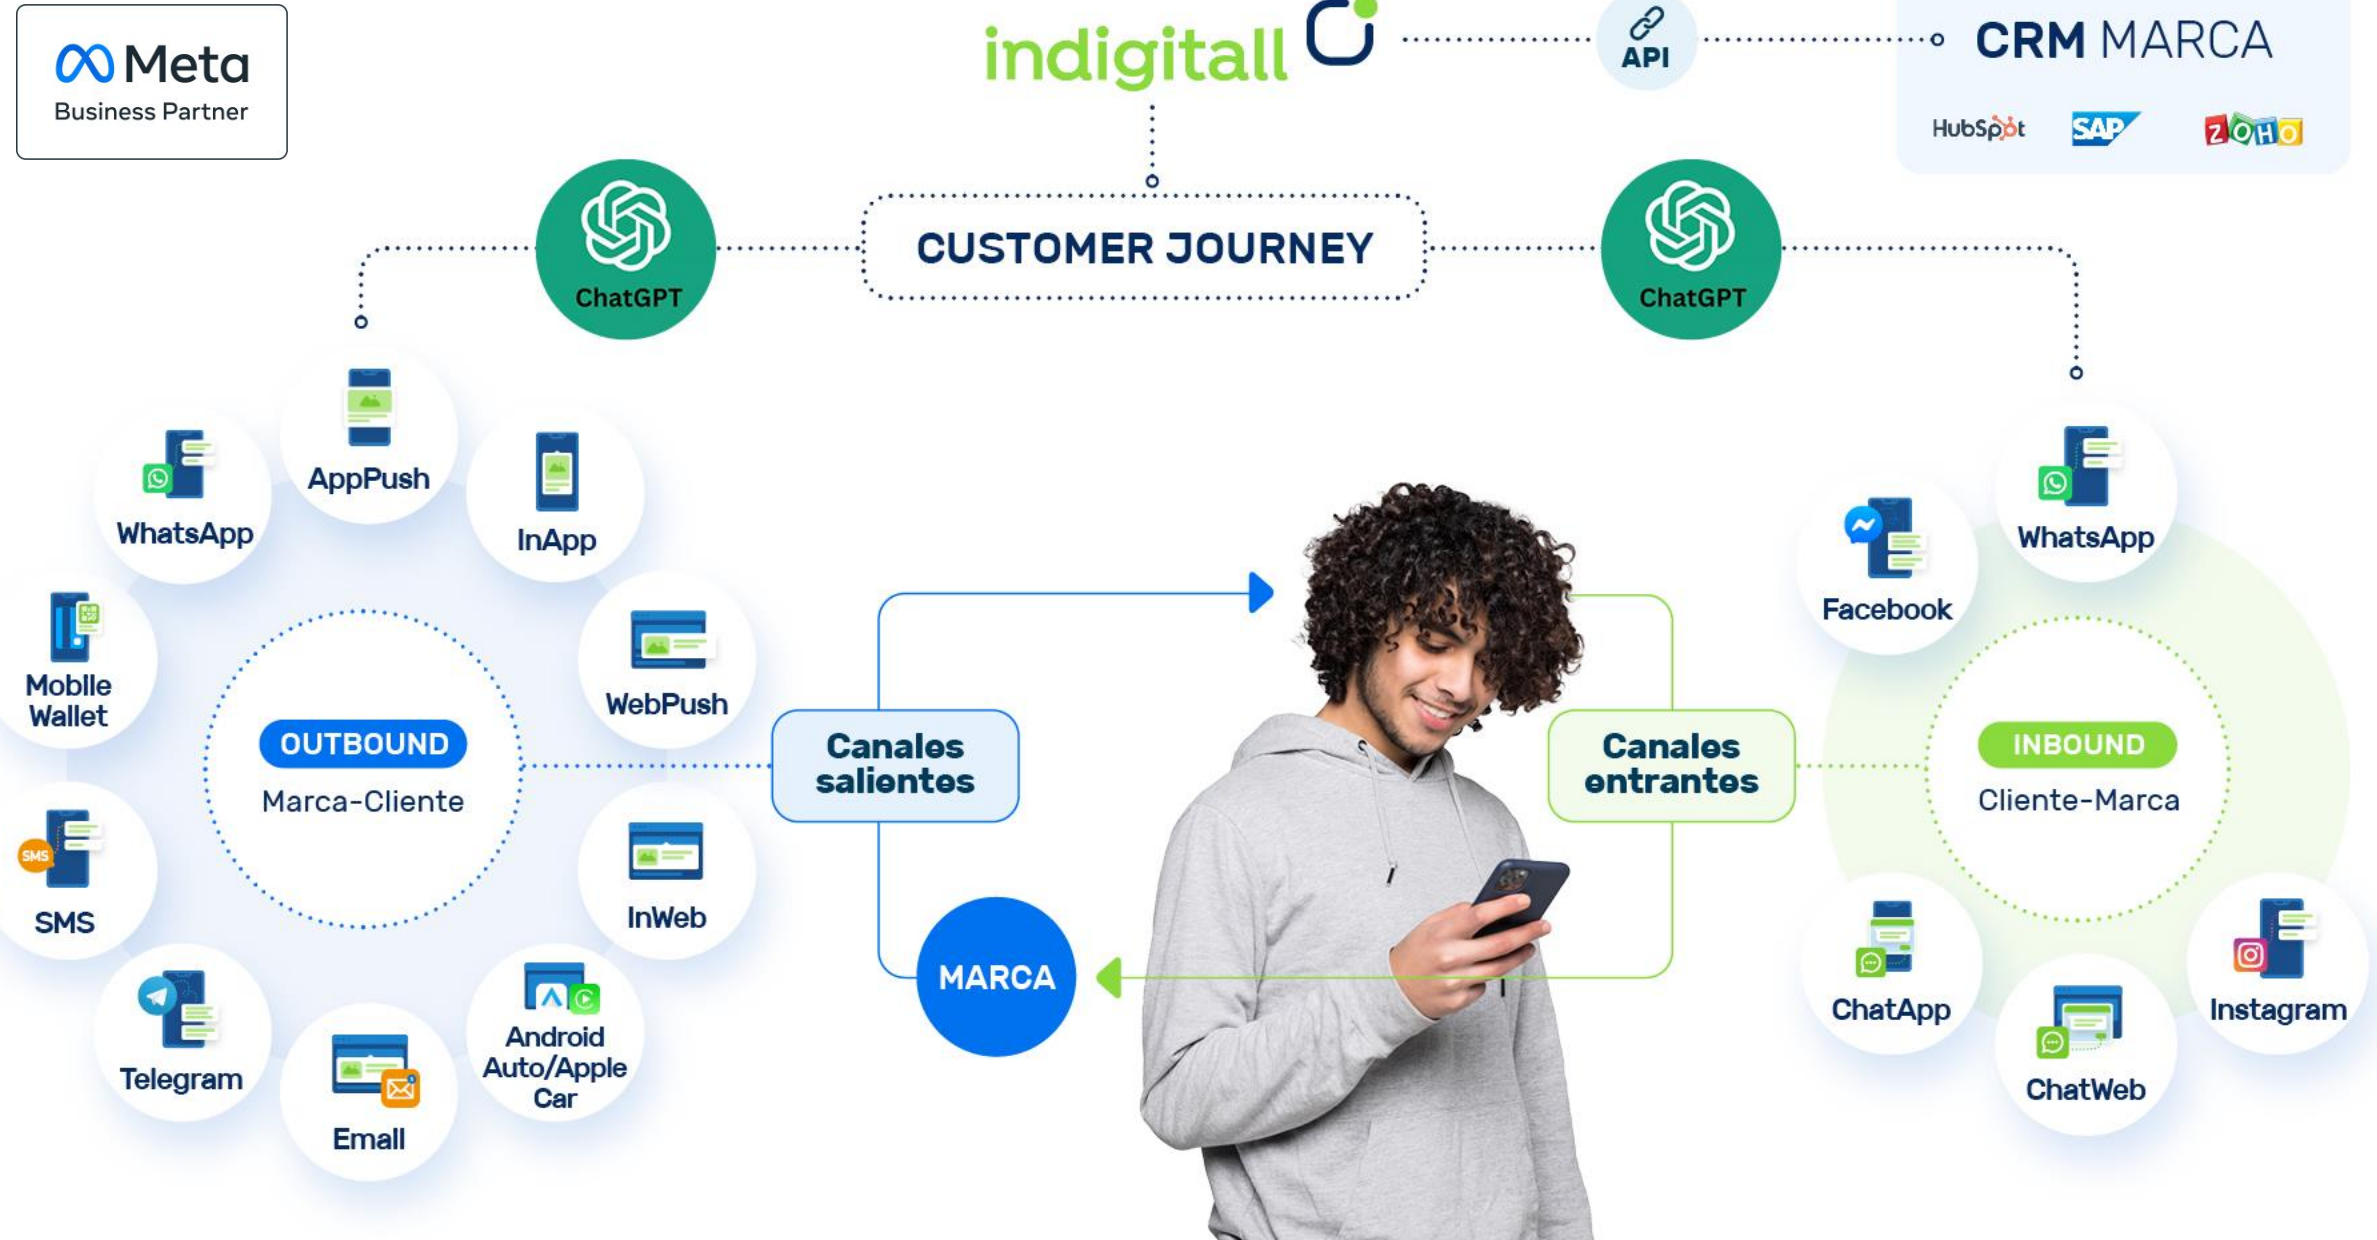 Meta
Business Partner
indigitall
API
CRM MARCA
HubSpot
SAP
ZOHO
ChatGPT
CUSTOMER JOURNEY
ChatGPT
AppPush
WhatsApp
InApp
Mobile
Wallet
WebPush
OUTBOUND
Marca-Cliente
SMS
SMS
InWeb
Telegram
Android
Auto/Apple
Car
Email
Canales
salientes
MARCA
Canales
entrantes
WhatsApp
Facebook
INBOUND
Cliente-Marca
ChatApp
Instagram
ChatWeb